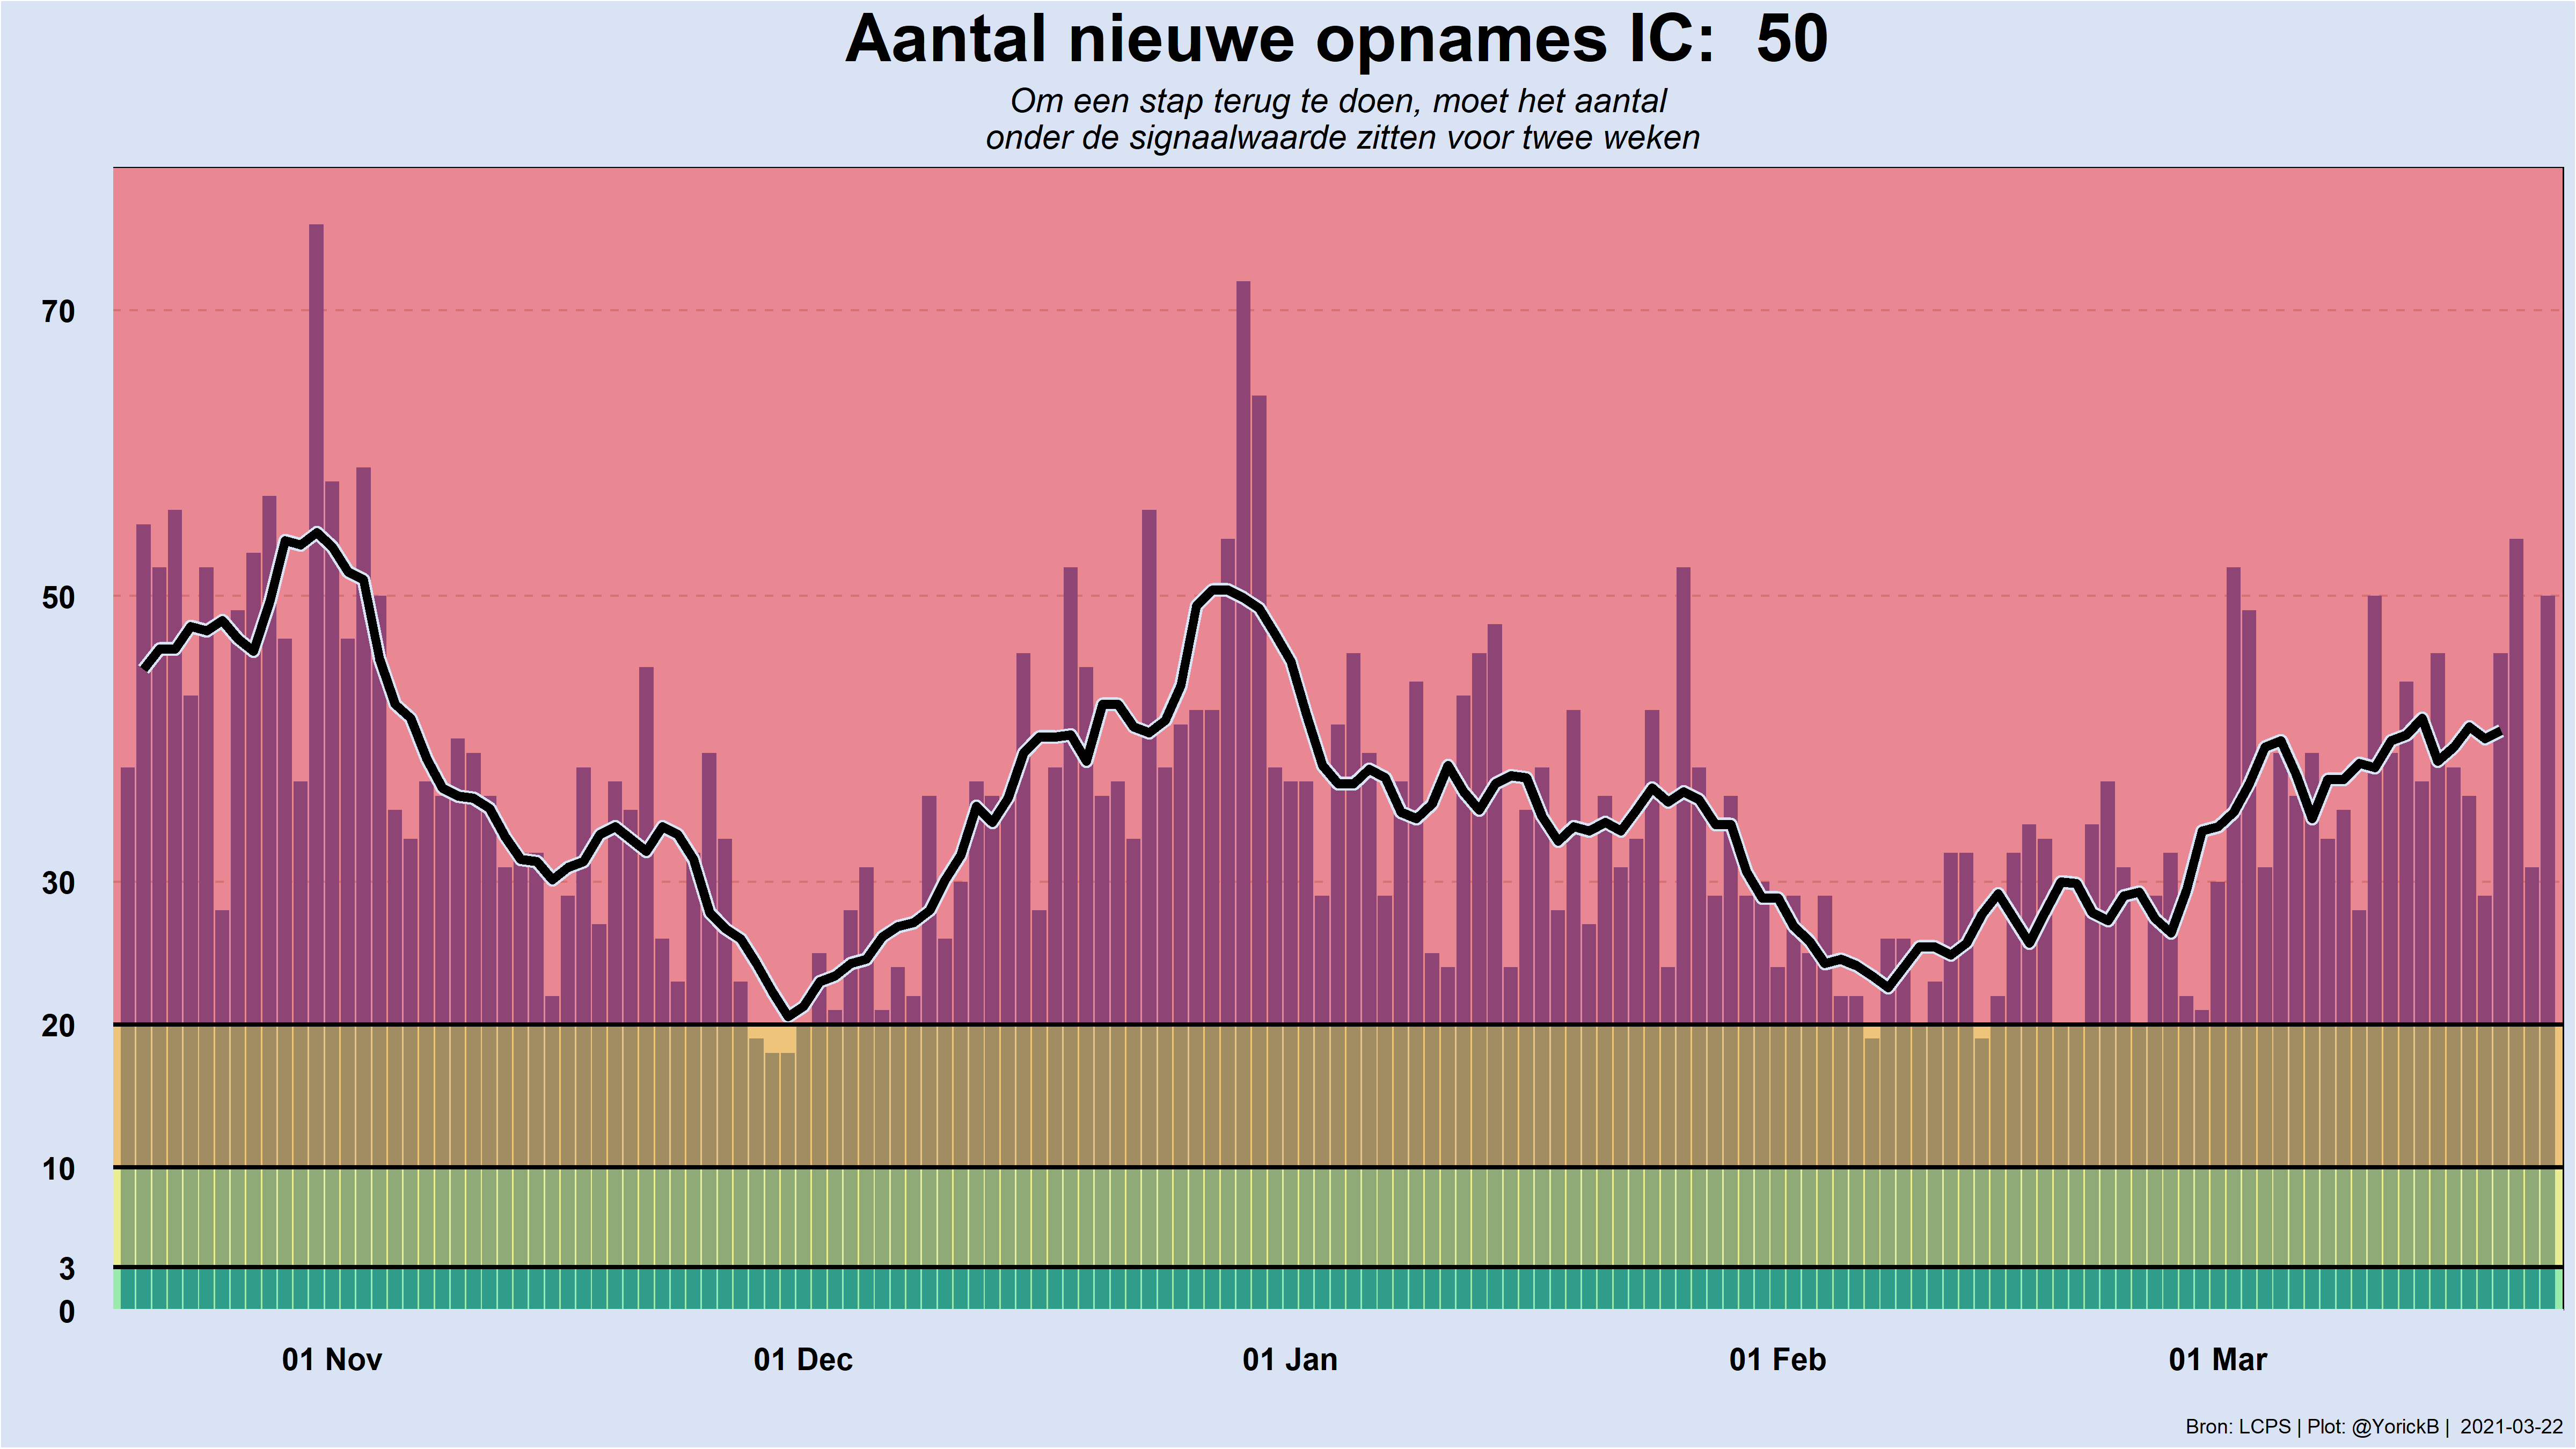 Aantal nieuwe opnames IC:  50
Om een stap terug te doen, moet het aantal
onder de signaalwaarde zitten voor twee weken
70
50
30
20
10
3
0
01 Nov 01 Dec 01 Jan 01 Feb 01 Mar
Bron: LCPS | Plot: @YorickB |  2021-03-22